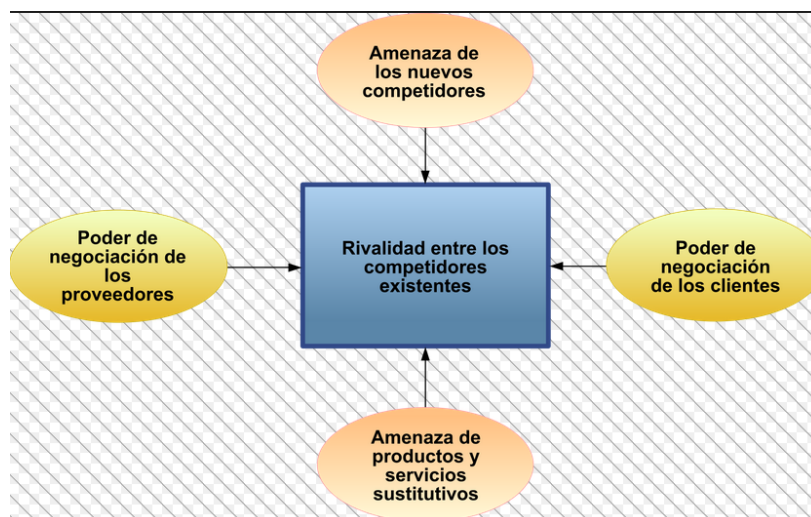 Amenaza de
los nuevos
competidores
Poder de
negociación de
los
proveedores
Rivalidad entre los
competidores
existentes
Poder de
negociación
de los clientes
Amenaza de
productos y
servicios
sustitutivos